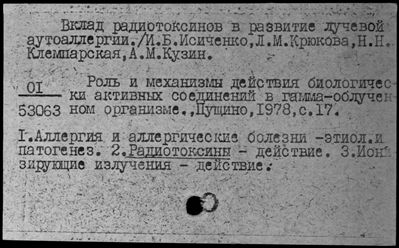 Вклад радиотоксинов в развитие лучевой
аутоаллергии./И.Б.Исиченко,Л.М.Крюкова,Н.Н.
Клемпарская,А.М.Кузин.
Роль и механизмы действия биологичес-
01 ки активных соединений в гамма-облучен
53063 ном организме.,Пущино,1978,с.17.
I.Аллергия и аллергические болезни -этиол.и
патогенез. 2.Радиотоксины - действие. 3.Иони
зирующие излучения - действие.